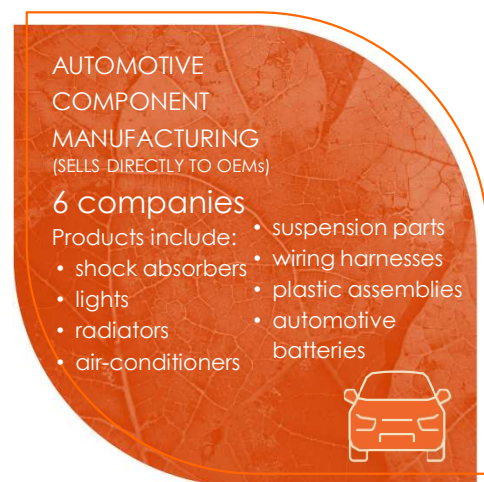 AUTOMOTIVE
COMPONENT
MANUFACTURING
(SELLS DIRECTLY TO OEMs)
6 companies
Products include:
• shock absorbers
• lights
• radiators
• air-conditioners
• suspension parts
• wiring harnesses
• plastic assemblies
• automotive
batteries